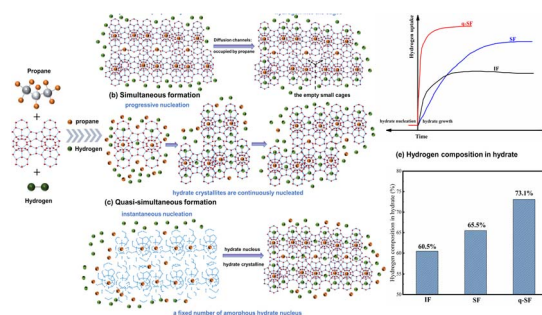 Diffusion channels:
occupied by propane
the empty small cages
(b) Simultaneous formation
progressive nucleation
Propane
+
+
Hydrogen
propane
Hydrogen
hydrate crystallites are continuously nucleated
(c) Quasi-simultaneous formation
instantaneous nucleation
hydrate nucleus
hydrate crystalline
a fixed number of amorphous hydrate nucleus
Hydrogen uptake
q-SF
SF
IF
hydrate nucleation
hydrate growth
Time
(e) Hydrogen composition in hydrate
Hydrogen composition in hydrate (%)
80
75
70
65
60
55
50
60.5%
65.5%
73.1%
IF SF q-SF